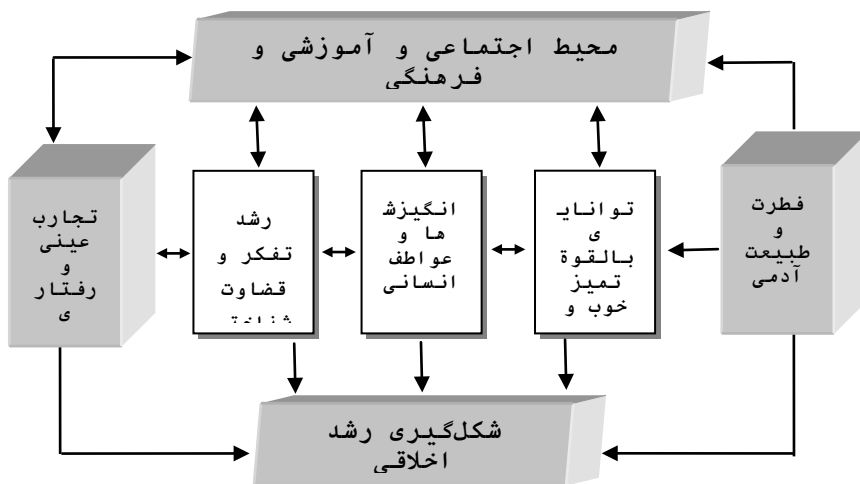 محیط اجتماعی و آموزشی و
فرهنگی
فطرت
و
طبیعت
آدمی
توانایـ
ی
بالقوة
تمیز
خوب و
انگیزش
ها و
عواطف
انسانی
رشد
تفکر و
قضاوت
تجارب
عینی
و
رفتار
ی
شکل‌گیری رشد
اخلاقی